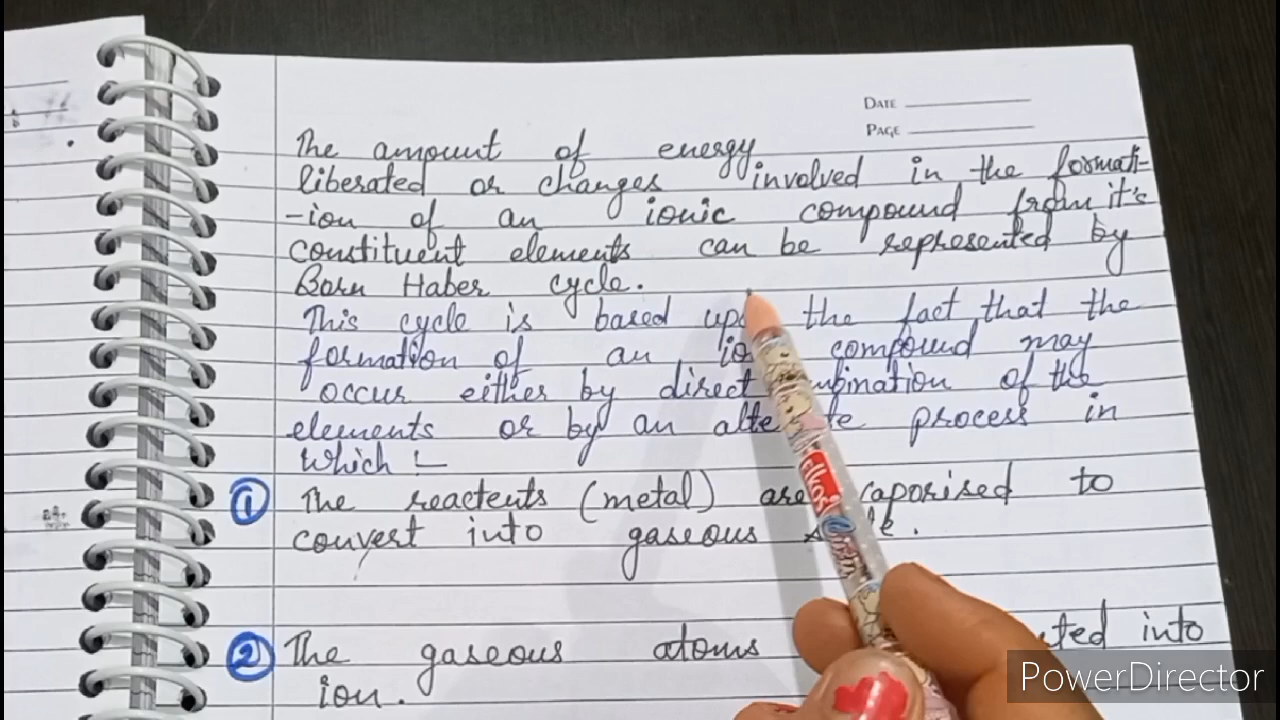 DATE
PAGE
The amount of energy
liberated or changes involved in the formati-
-ion of an ionic compound from it's
constituent elements can be represented by
Born Haber cycle.
This cycle is based the fact that the
formation of an compound may
occur either by direct of the
elements or by an process in
which :-
① The reactents (metal) are vaporised to
convert into gaseous
② The gaseous atoms into
ion.
elkos
PowerDirector